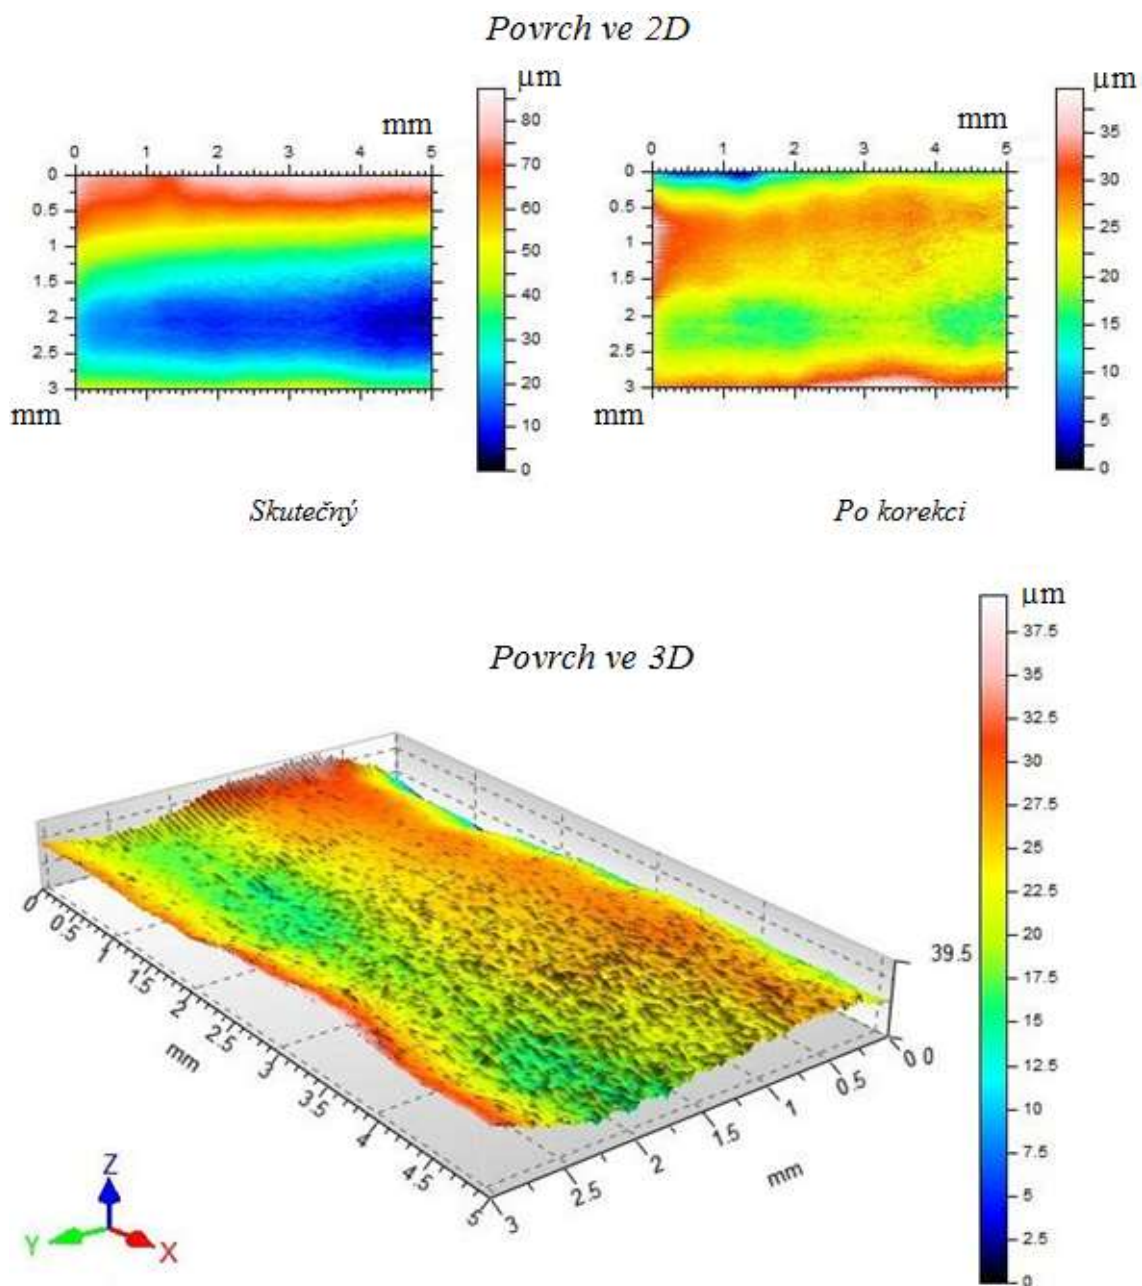 Povrch ve 2D
µm
mm
80
70
60
50
40
30
20
10
0
0 1 2 3 4 5
0
0.5
1
1.5
2
2.5
3
mm
µm
mm
35
30
25
20
15
10
5
0
0 1 2 3 4 5
0
0.5
1
1.5
2
2.5
3
mm
Skutečný
Po korekci
Povrch ve 3D
µm
37.5
35
32.5
30
27.5
25
22.5
20
17.5
15
12.5
10
7.5
5
2.5
0
39.5
0 0.5 1 1.5 2 2.5 3 3.5 4 4.5 5
mm
3 2.5 2 1.5 1 0.5 0 0
mm
Z
Y
X